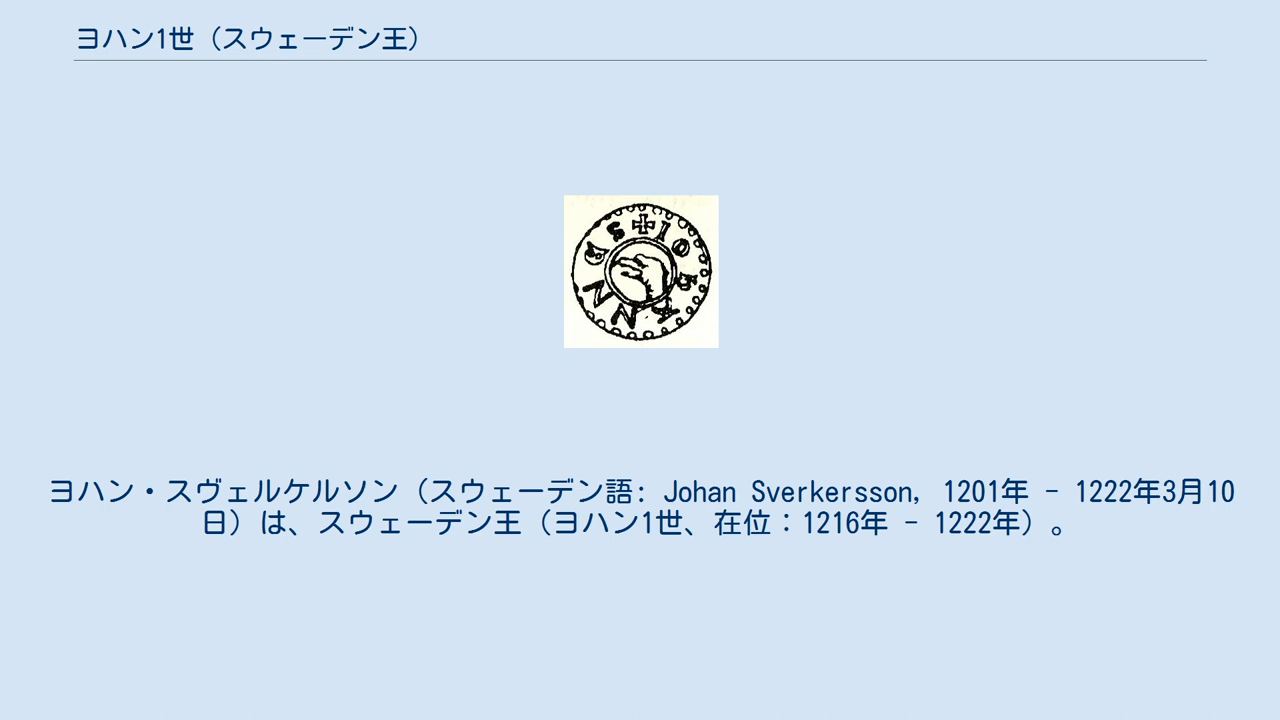 ヨハン1世（スウェーデン王）
ヨハン・スヴェルケルソン（スウェーデン語: Johan Sverkersson, 1201年 - 1222年3月10
日）は、スウェーデン王（ヨハン1世、在位：1216年 - 1222年）。